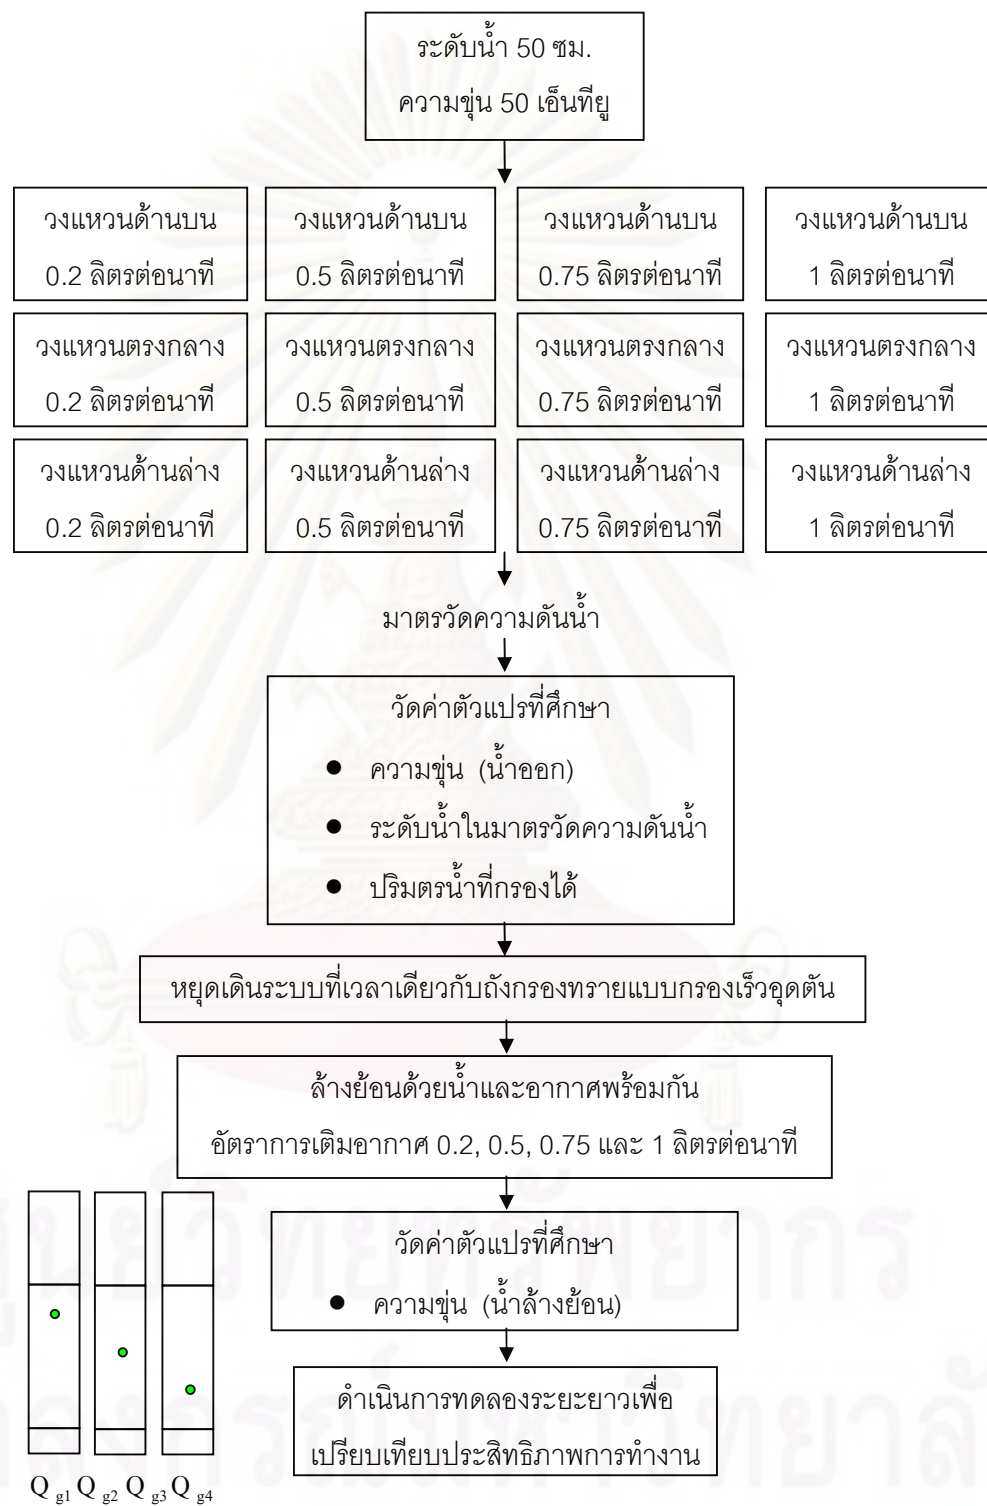 ระดับน้ำ 50 ซม.
ความขุ่น 50 เอ็นทียู
วงแหวนด้านบน
0.2 ลิตรต่อนาที
วงแหวนด้านบน
0.5 ลิตรต่อนาที
วงแหวนด้านบน
0.75 ลิตรต่อนาที
วงแหวนด้านบน
1 ลิตรต่อนาที
วงแหวนตรงกลาง
0.2 ลิตรต่อนาที
วงแหวนตรงกลาง
0.5 ลิตรต่อนาที
วงแหวนตรงกลาง
0.75 ลิตรต่อนาที
วงแหวนตรงกลาง
1 ลิตรต่อนาที
วงแหวนด้านล่าง
0.2 ลิตรต่อนาที
วงแหวนด้านล่าง
0.5 ลิตรต่อนาที
วงแหวนด้านล่าง
0.75 ลิตรต่อนาที
วงแหวนด้านล่าง
1 ลิตรต่อนาที
มาตรวัดความดันน้ำ
วัดค่าตัวแปรที่ศึกษา
● ความขุ่น (น้ำออก)
● ระดับน้ำในมาตรวัดความดันน้ำ
● ปริมตรน้ำที่กรองได้
หยุดเดินระบบที่เวลาเดียวกับถังกรองทรายแบบกรองเร็วอุดตัน
ล้างย้อนด้วยน้ำและอากาศพร้อมกัน
อัตราการเติมอากาศ 0.2, 0.5, 0.75 และ 1 ลิตรต่อนาที
วัดค่าตัวแปรที่ศึกษา
● ความขุ่น (น้ำล้างย้อน)
ดำเนินการทดลองระยะยาวเพื่อ
เปรียบเทียบประสิทธิภาพการทำงาน
Q g1 Q g2 Q g3 Q g4
ศูนย์วิทยทรัพยากร